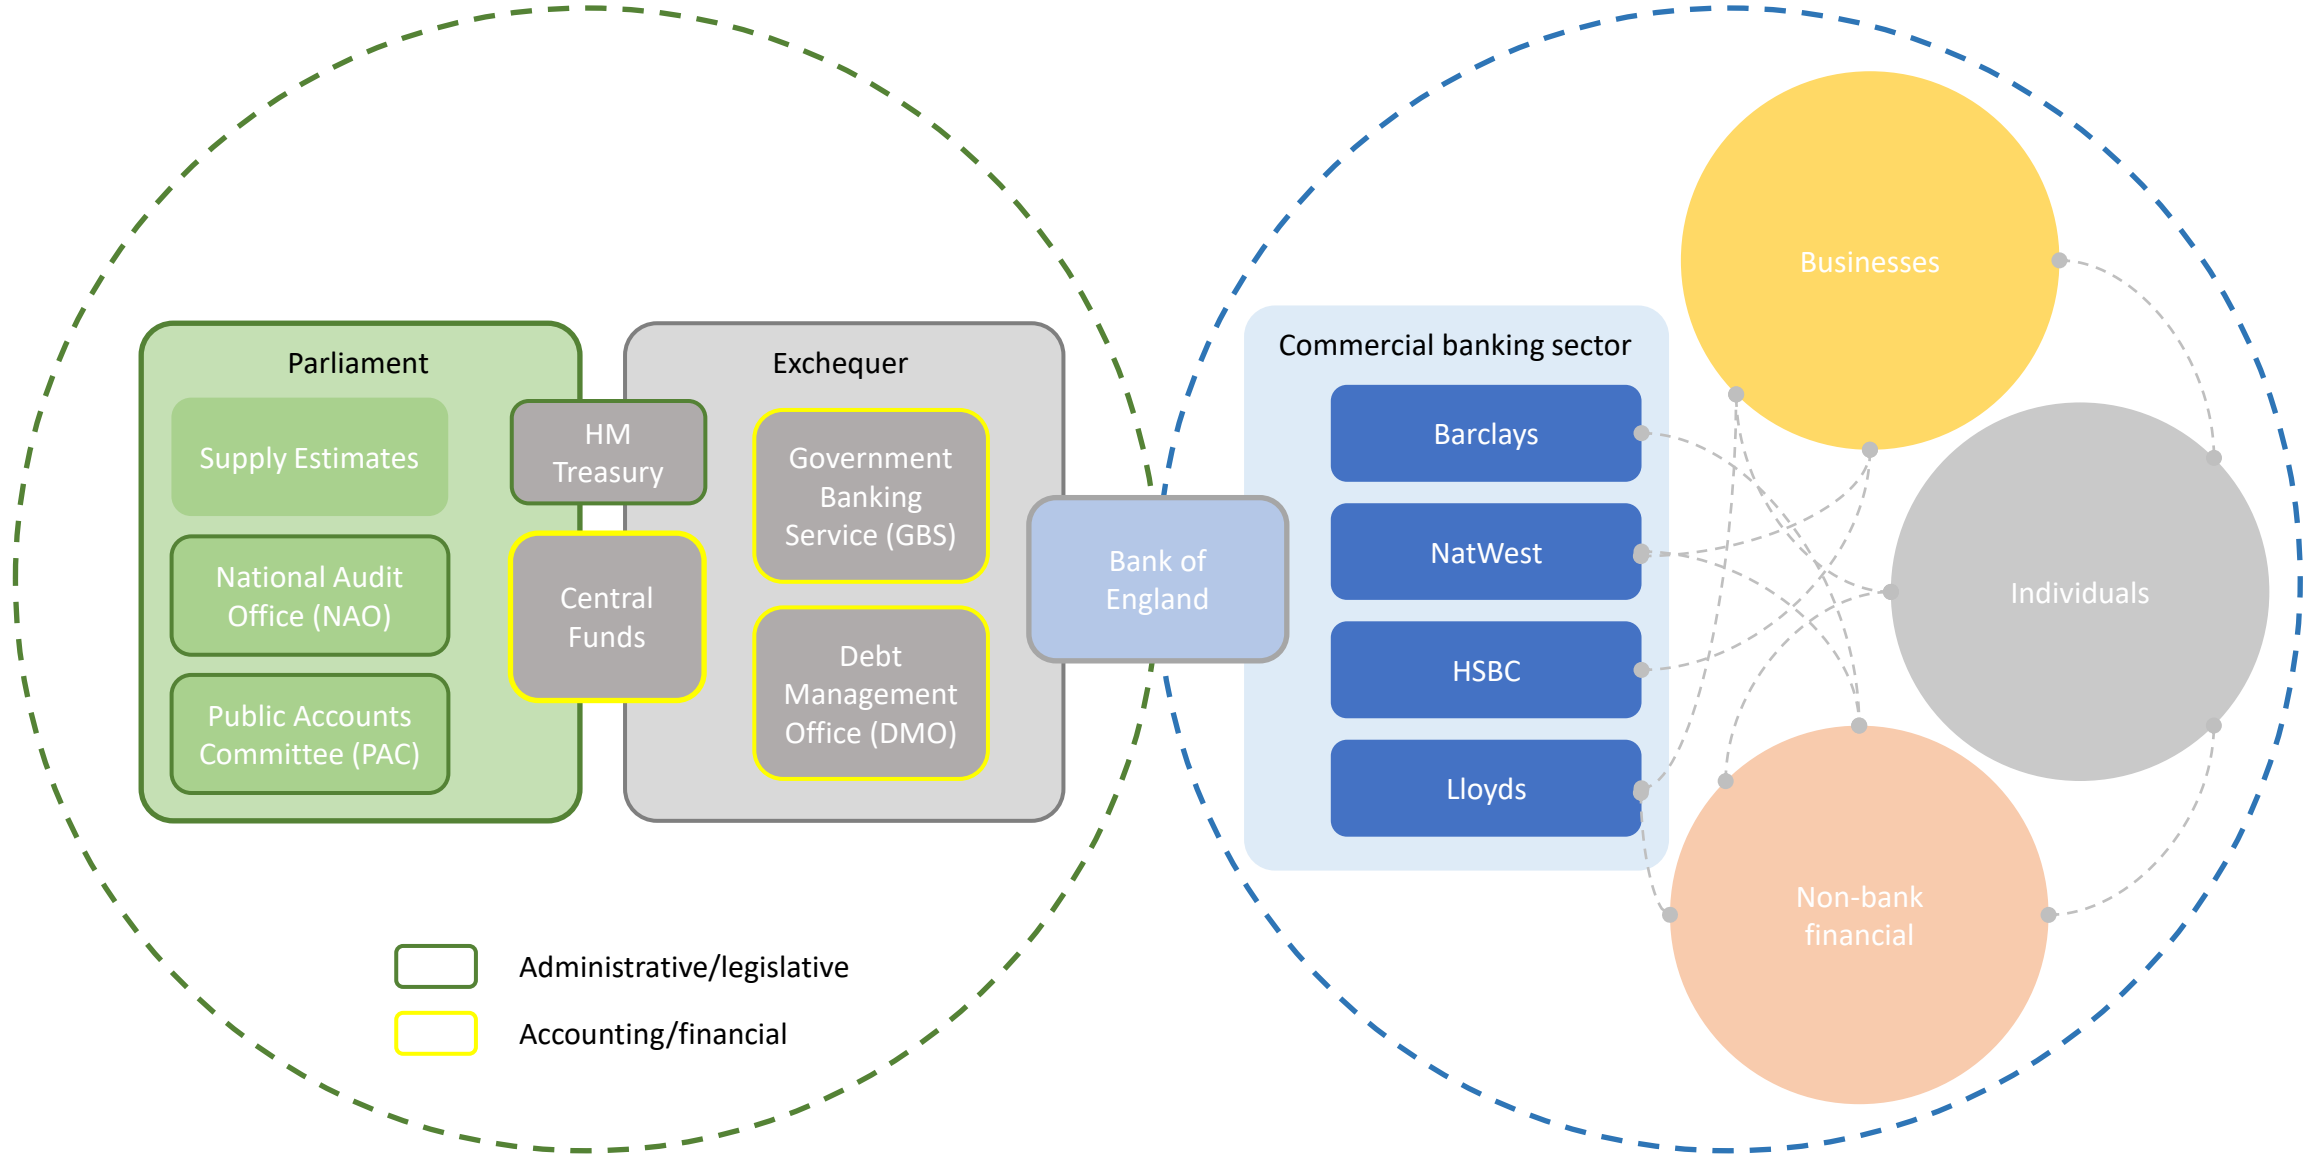 Parliament
Supply Estimates
National Audit
Office (NAO)
Public Accounts
Committee (PAC)
HM
Treasury
Central
Funds
Exchequer
Government
Banking
Service (GBS)
Debt
Management
Office (DMO)
Bank of
England
Commercial banking sector
Barclays
NatWest
HSBC
Lloyds
Businesses
Individuals
Non-bank
financial
Administrative/legislative
Accounting/financial